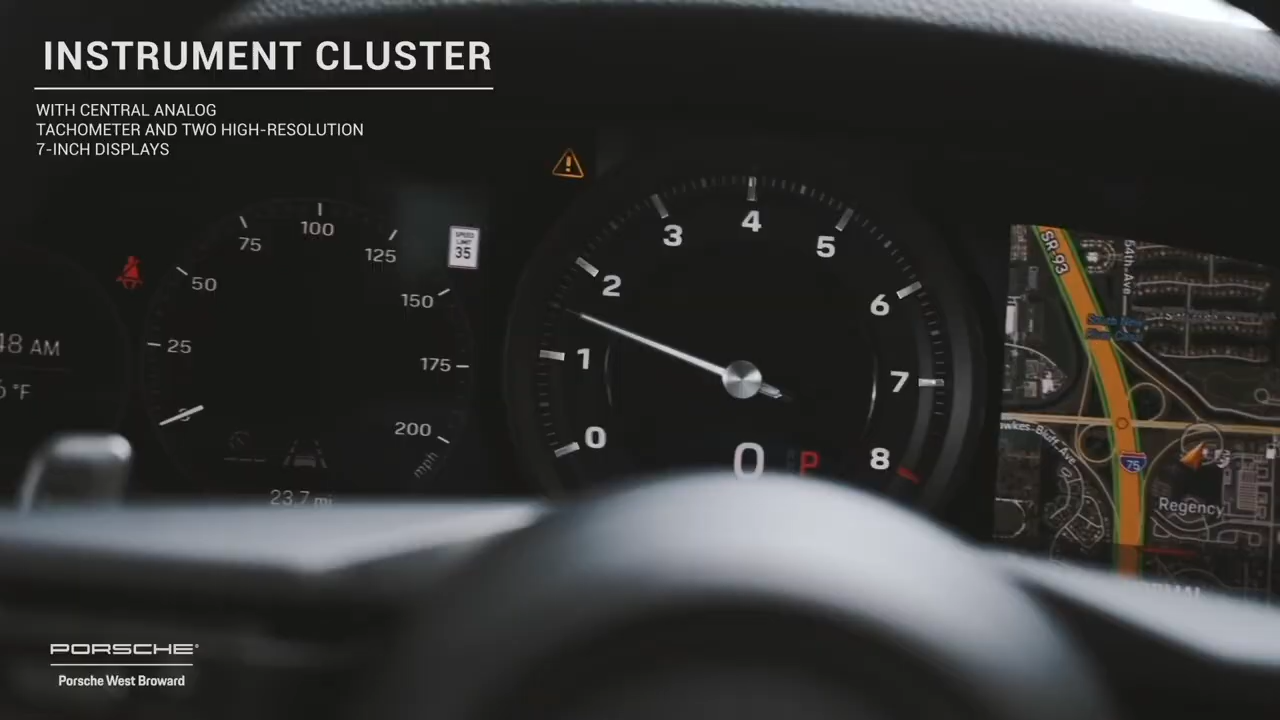 INSTRUMENT CLUSTER
WITH CENTRAL ANALOG
TACHOMETER AND TWO HIGH-RESOLUTION
7-INCH DISPLAYS
48 AM
°F
25
50
75
100
125
150
175
200
mph
SPEED
LIMIT
35
23.7 mi
0
1
2
3
4
5
6
7
8
0 P
SR-93
54th-Ave
75
Regency
PORSCHE
Porsche West Broward